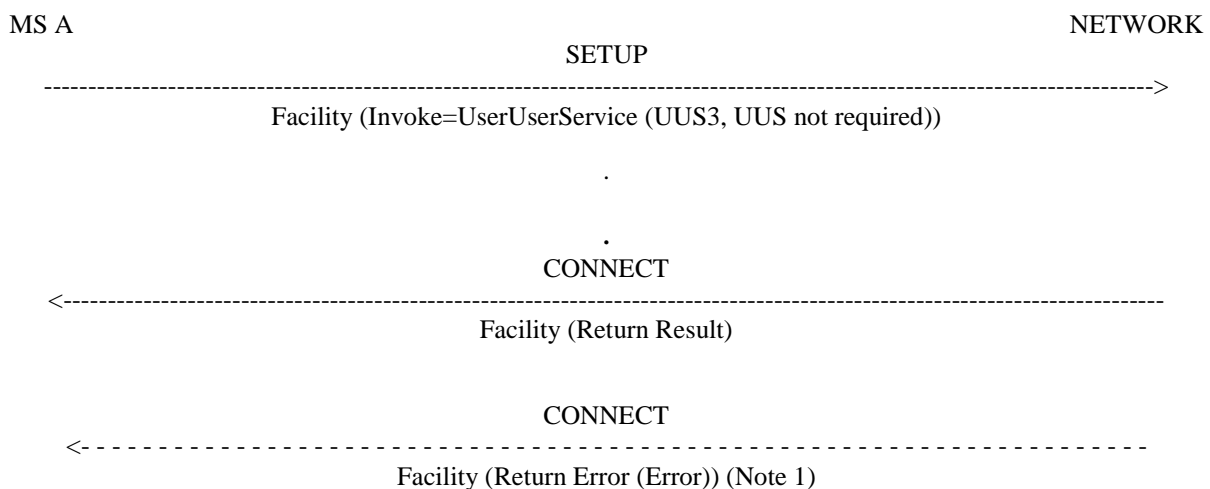 MS A NETWORK
SETUP
------------------------------------------------------------------------------------------------------------------------------>
Facility (Invoke=UserUserService (UUS3, UUS not required))
.
.
CONNECT
<-----------------------------------------------------------------------------------------------------------------------------
Facility (Return Result)
CONNECT
<- - - - - - - - - - - - - - - - - - - - - - - - - - - - - - - - - - - - - - - - - - - - - - - - - - - - - - - - - - - - - - - - - - - - - -
Facility (Return Error (Error)) (Note 1)